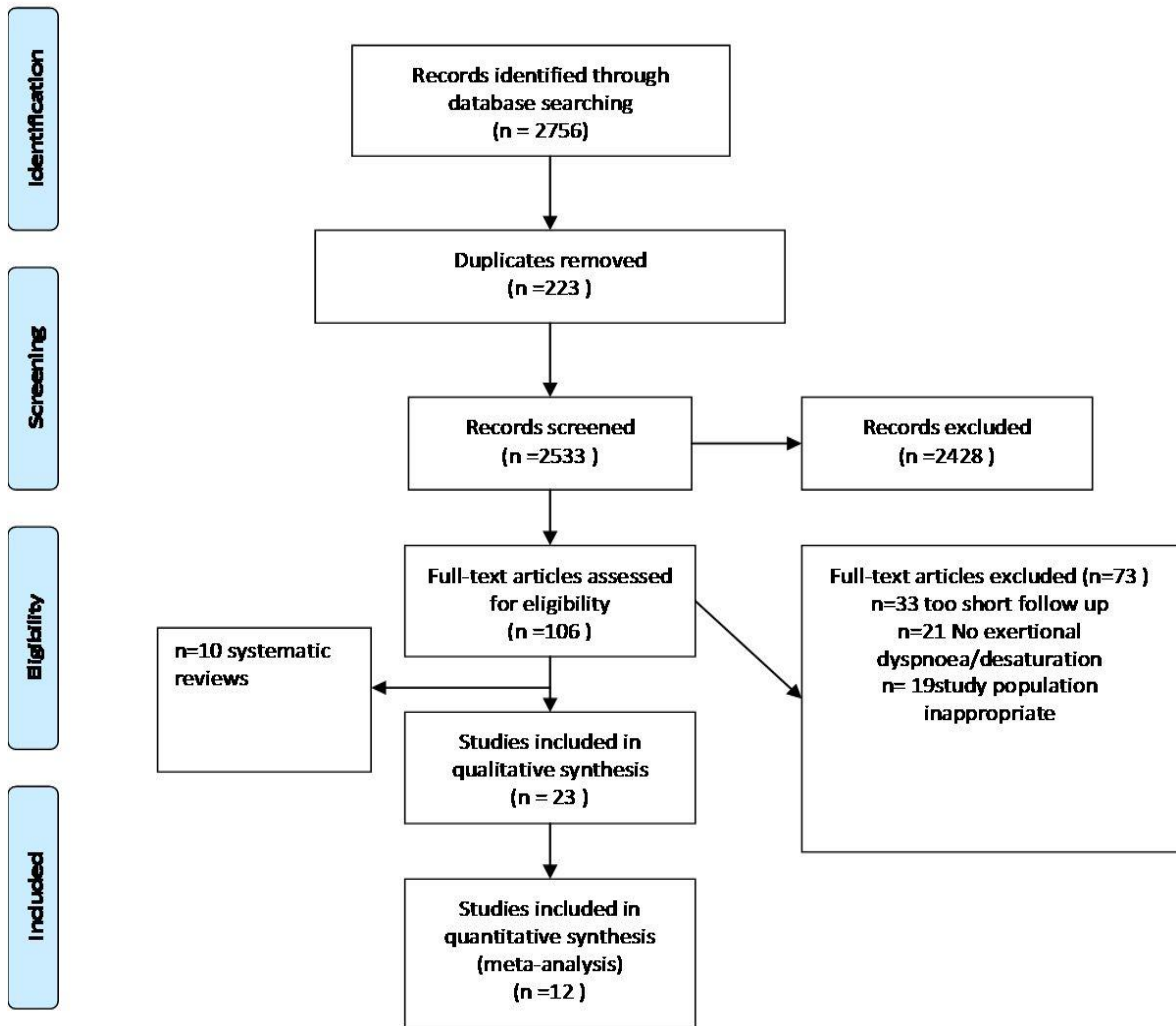 Identification
Records identified through
database searching
(n = 2756)
Duplicates removed
(n =223 )
Screening
Records screened
(n =2533 )
Records excluded
(n =2428 )
Eligibility
Full-text articles assessed
for eligibility
(n =106 )
Full-text articles excluded (n=73 )
n=33 too short follow up
n=21 No exertional
dyspnoea/desaturation
n= 19study population
inappropriate
n=10 systematic
reviews
Studies included in
qualitative synthesis
(n = 23 )
Included
Studies included in
quantitative synthesis
(meta-analysis)
(n =12 )